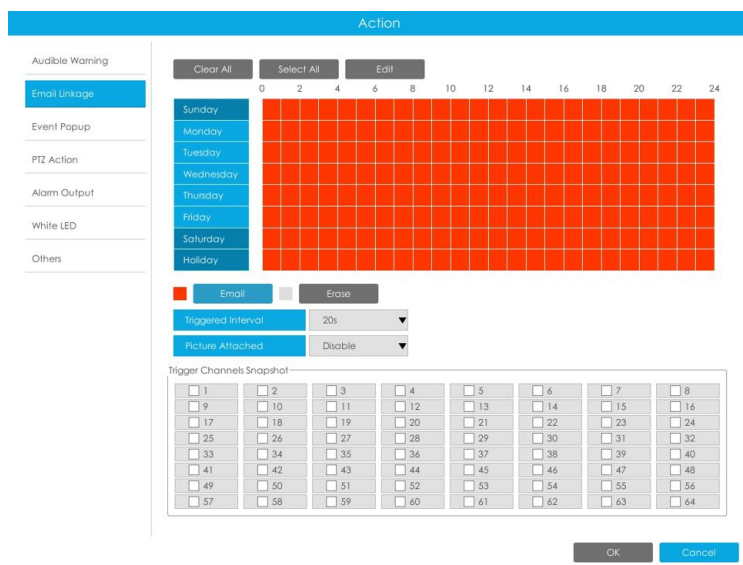 Action
Audible Warning
Email Linkage
Event Popup
PTZ Action
Alarm Output
White LED
Others
Clear All Select All Edit
0 2 4 6 8 10 12 14 16 18 20 22 24
Sunday
Monday
Tuesday
Wednesday
Thursday
Friday
Saturday
Holiday
Email Erase
Triggered Interval 20s
Picture Attached Disable
Trigger Channels Snapshot
1 2 3 4 5 6 7 8
9 10 11 12 13 14 15 16
17 18 19 20 21 22 23 24
25 26 27 28 29 30 31 32
33 34 35 36 37 38 39 40
41 42 43 44 45 46 47 48
49 50 51 52 53 54 55 56
57 58 59 60 61 62 63 64
OK Cancel